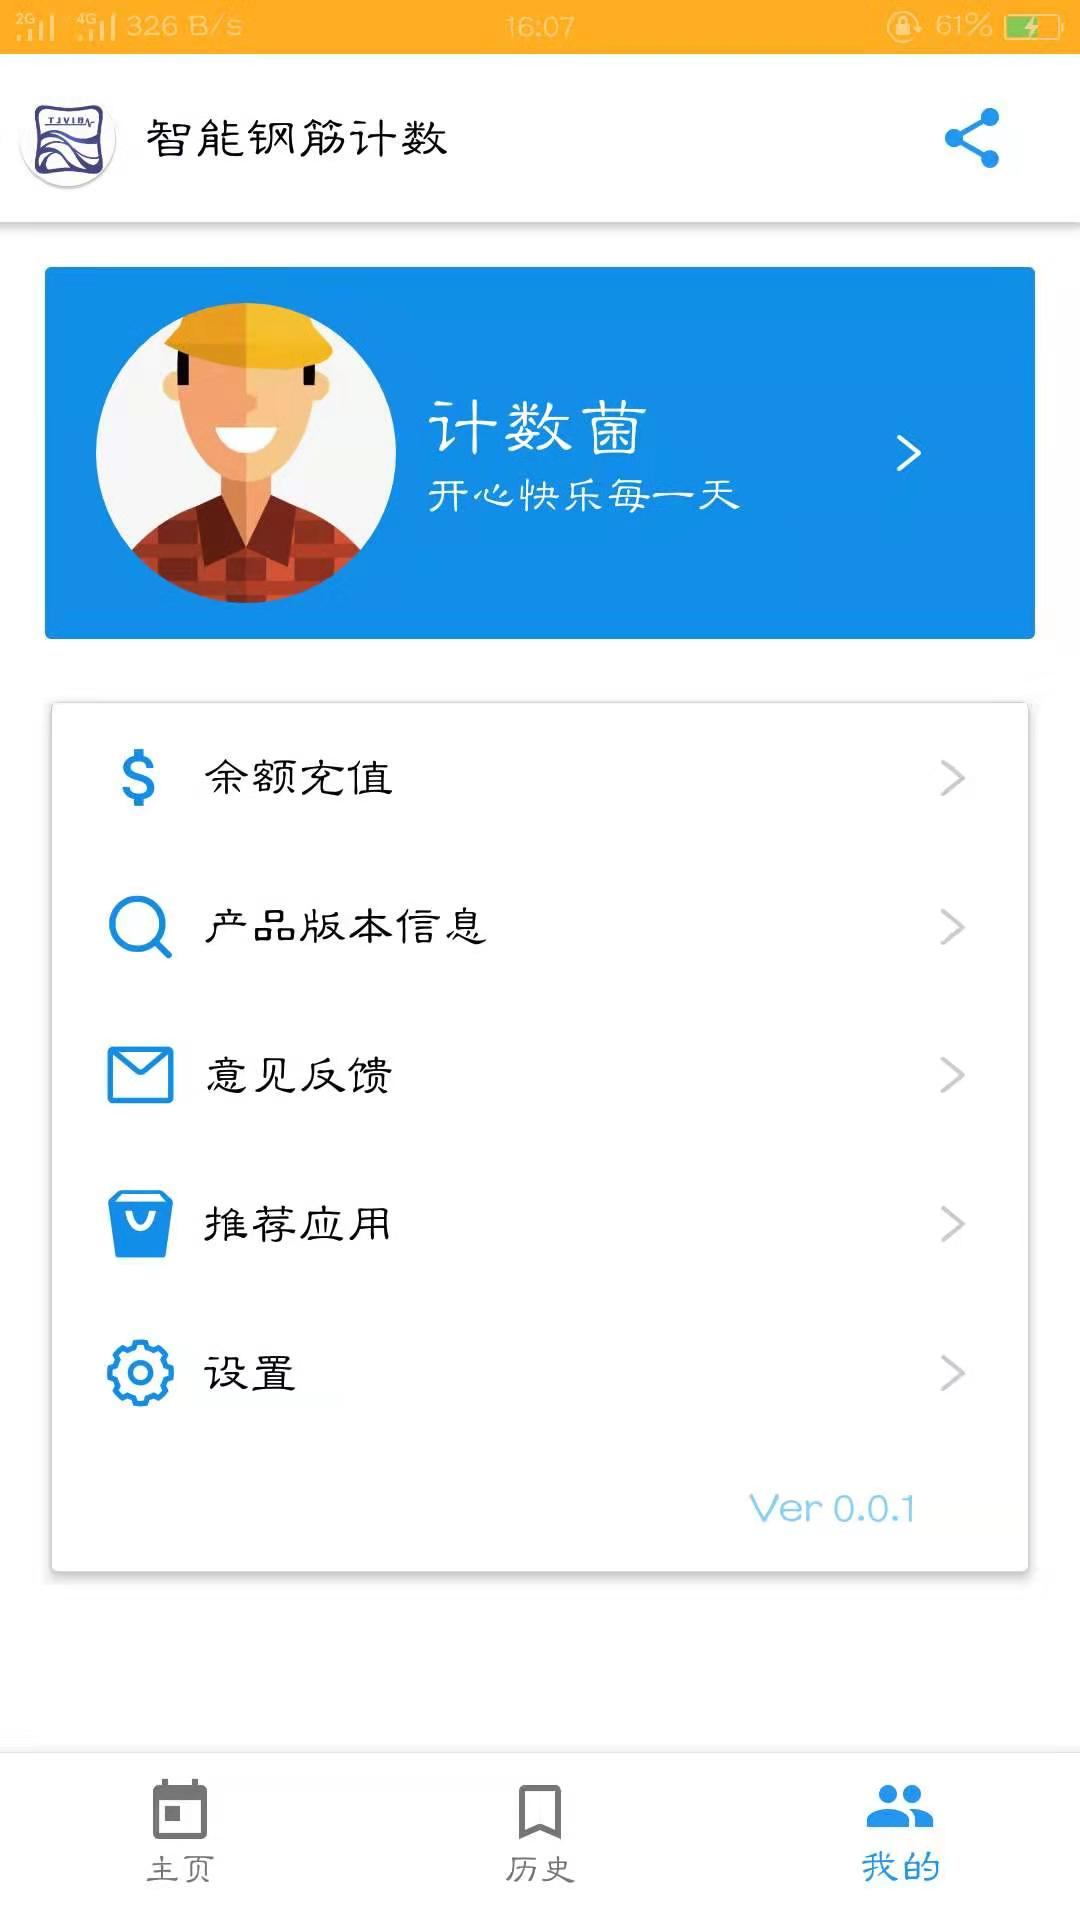 2G 4G 326 B/s 16:07 61%
TJVIBA
智能钢筋计数
计数菌
开心快乐每一天
余额充值
产品版本信息
意见反馈
推荐应用
设置
Ver 0.0.1
主页 历史 我的